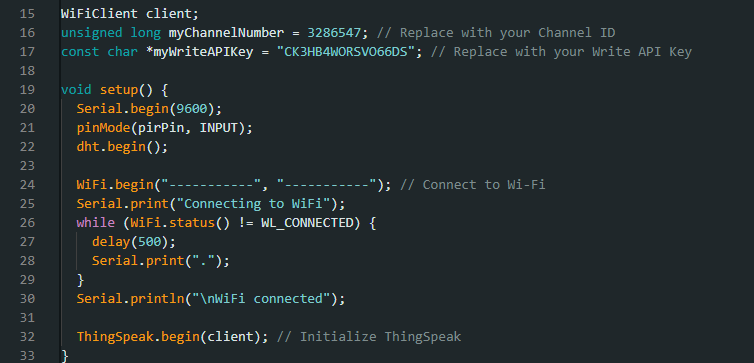 15 WiFiClient client;
16 unsigned long myChannelNumber = 3286547; // Replace with your Channel ID
17 const char *myWriteAPIKey = "CK3HB4WORSVO66DS"; // Replace with your Write API Key
18
19 void setup() {
20 Serial.begin(9600);
21 pinMode(pirPin, INPUT);
22 dht.begin();
23
24 WiFi.begin("-----------", "-----------"); // Connect to Wi-Fi
25 Serial.print("Connecting to WiFi");
26 while (WiFi.status() != WL_CONNECTED) {
27 delay(500);
28 Serial.print(".");
29 }
30 Serial.println("\nWiFi connected");
31
32 ThingSpeak.begin(client); // Initialize ThingSpeak
33 }